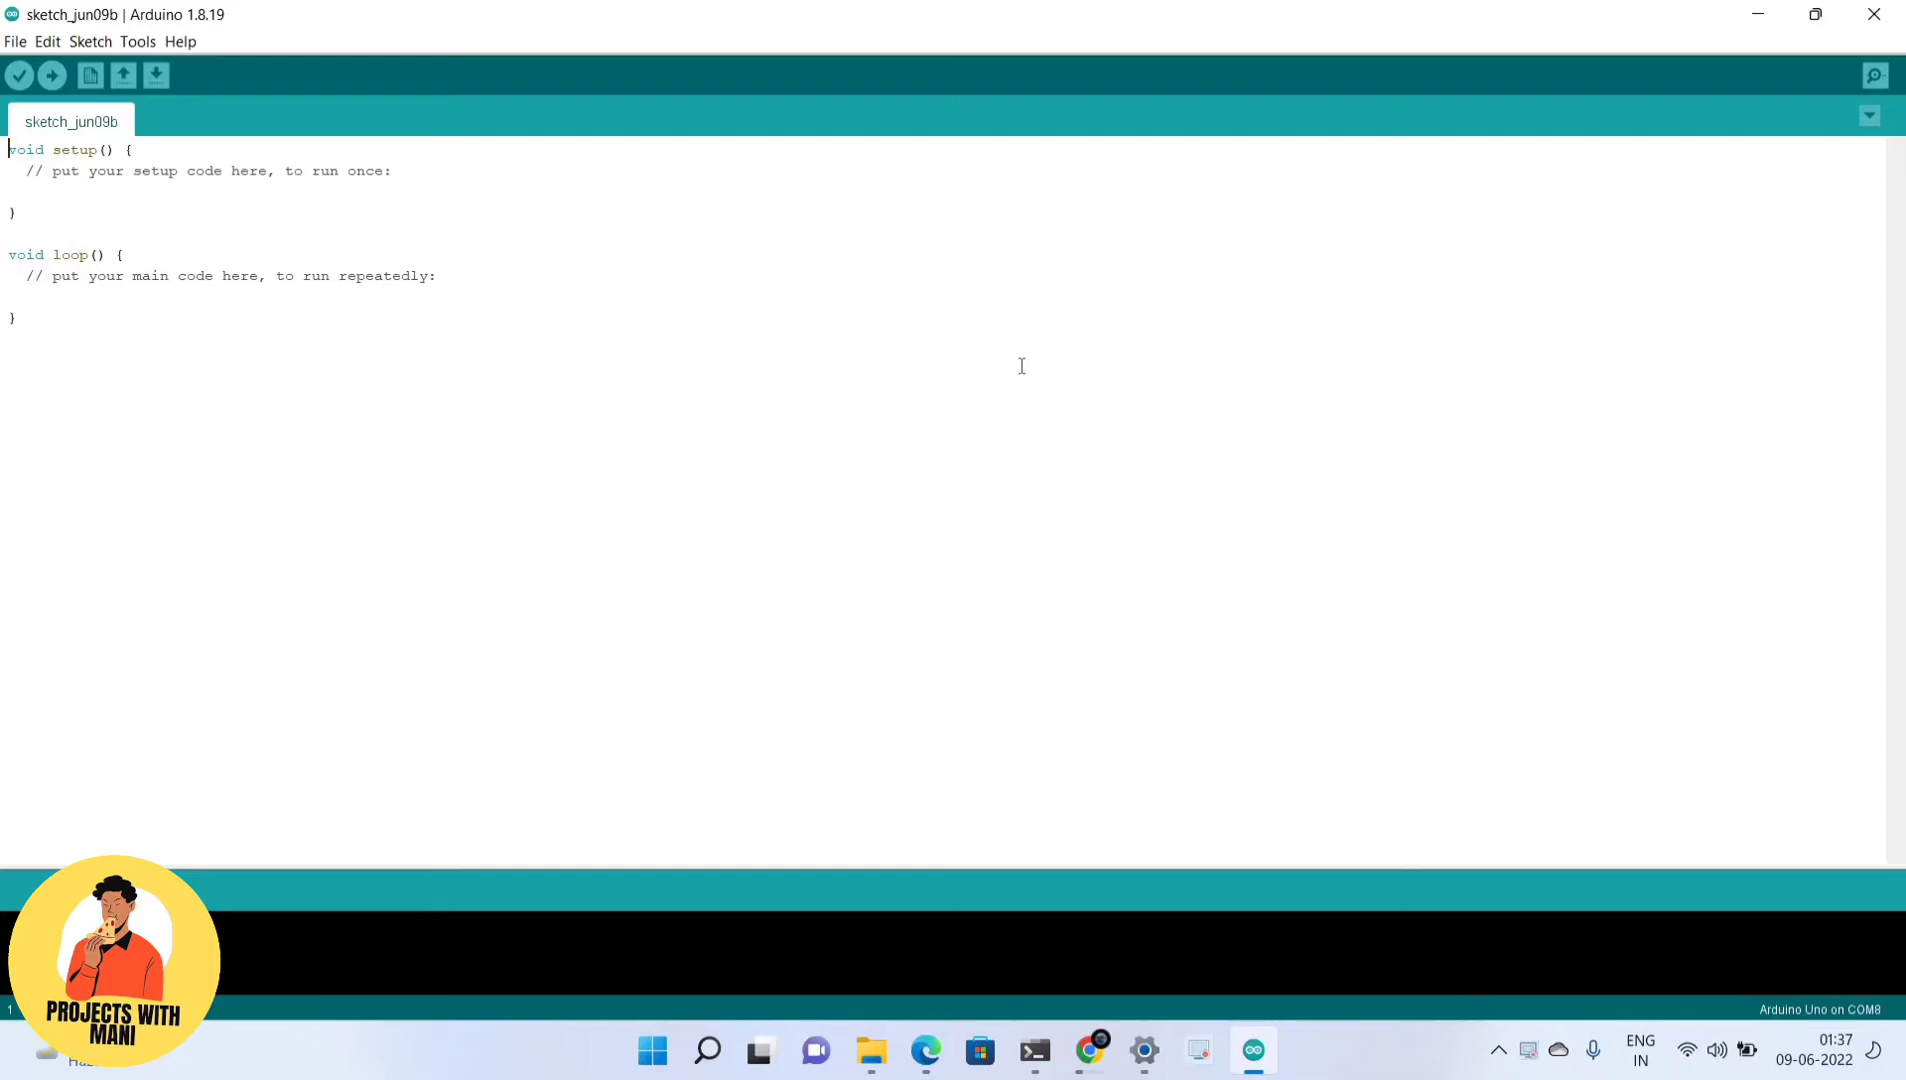 sketch_jun09b | Arduino 1.8.19
File Edit Sketch Tools Help
sketch_jun09b
void setup() {
// put your setup code here, to run once:
}
void loop() {
// put your main code here, to run repeatedly:
}
PROJECTS WITH
MANI
1
Arduino Uno on COM8
ENG
IN
01:37
09-06-2022